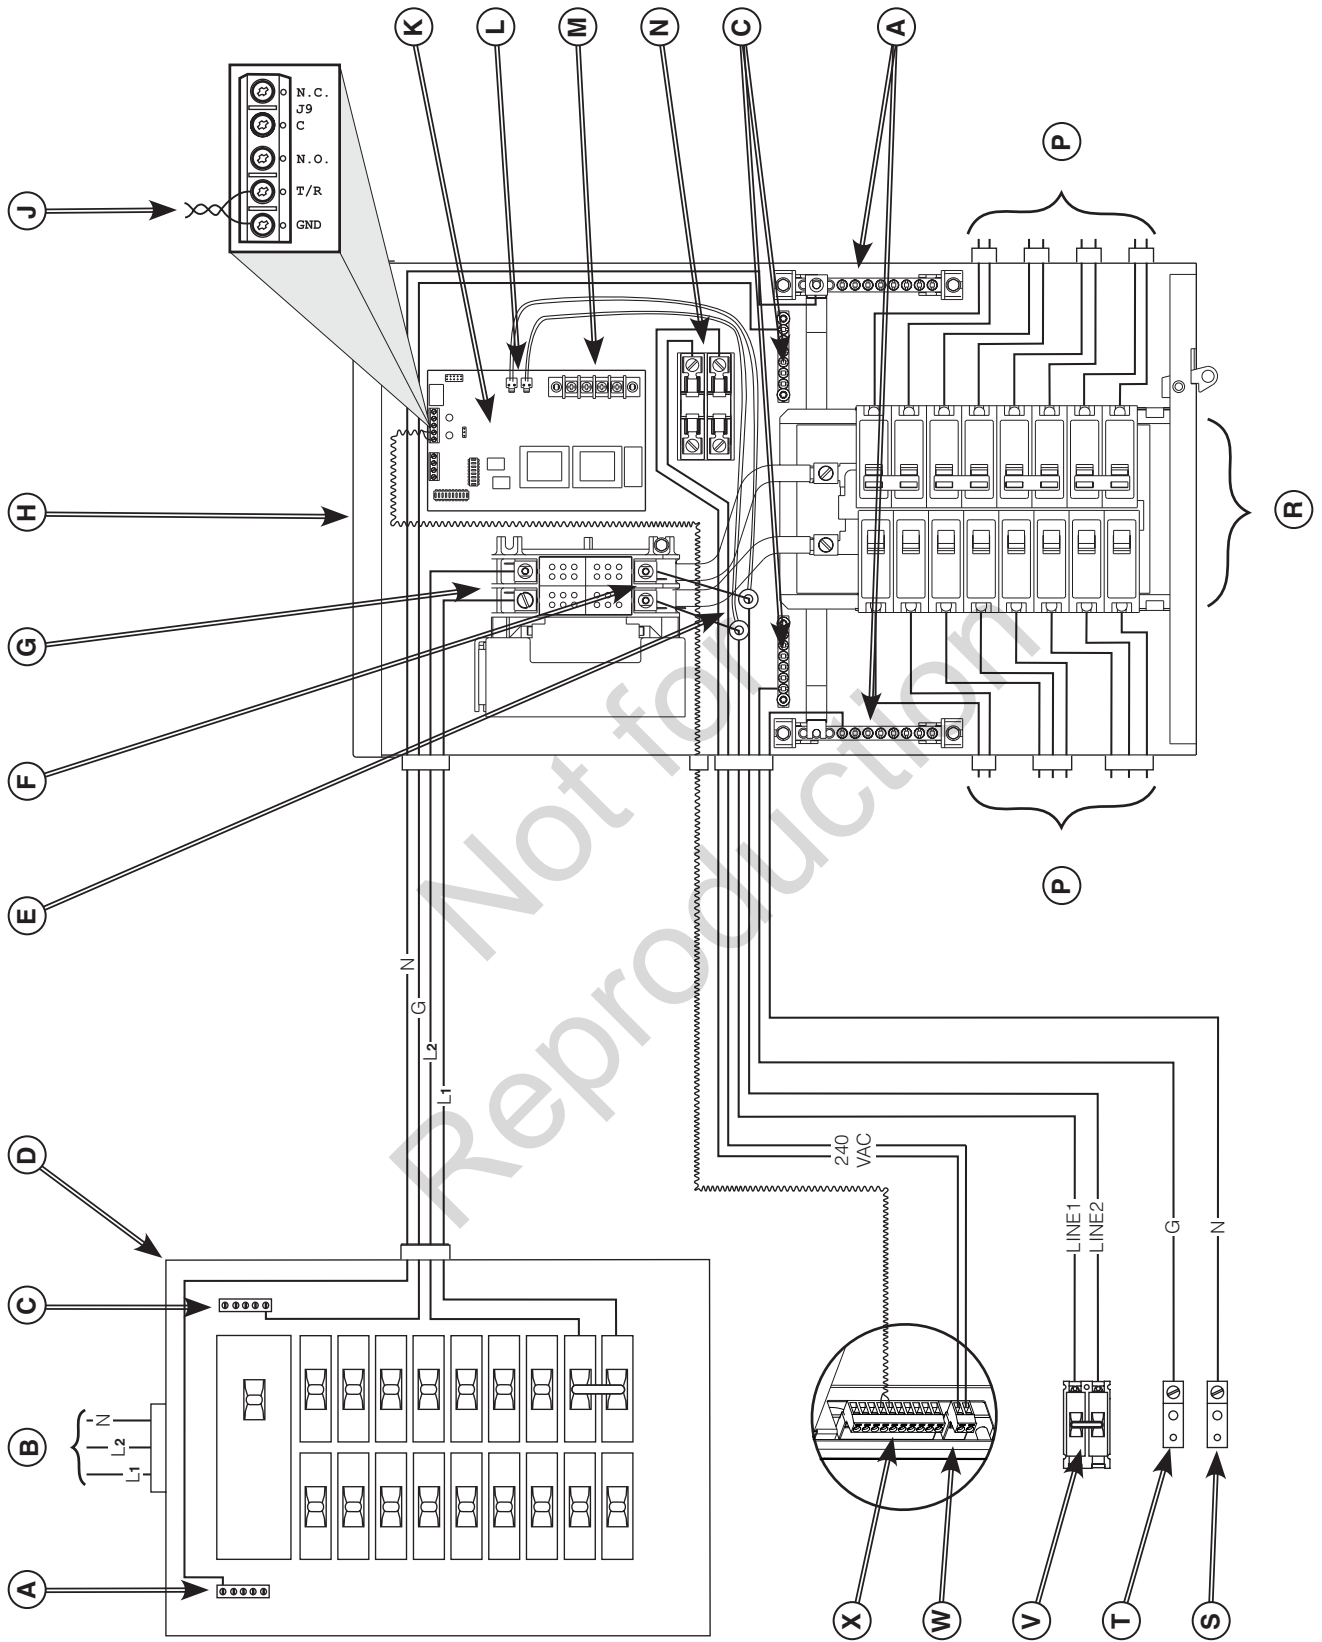 K
L
M
N
C
A
J
N.C.
J9
C
N.O.
T/R
GND
P
H
R
G
F
E
P
N
G
L2
L1
D
240
VAC
C
LINE1
LINE2
G
N
B
N
L2
L1
A
X
W
V
T
S
Not for
Reproduction